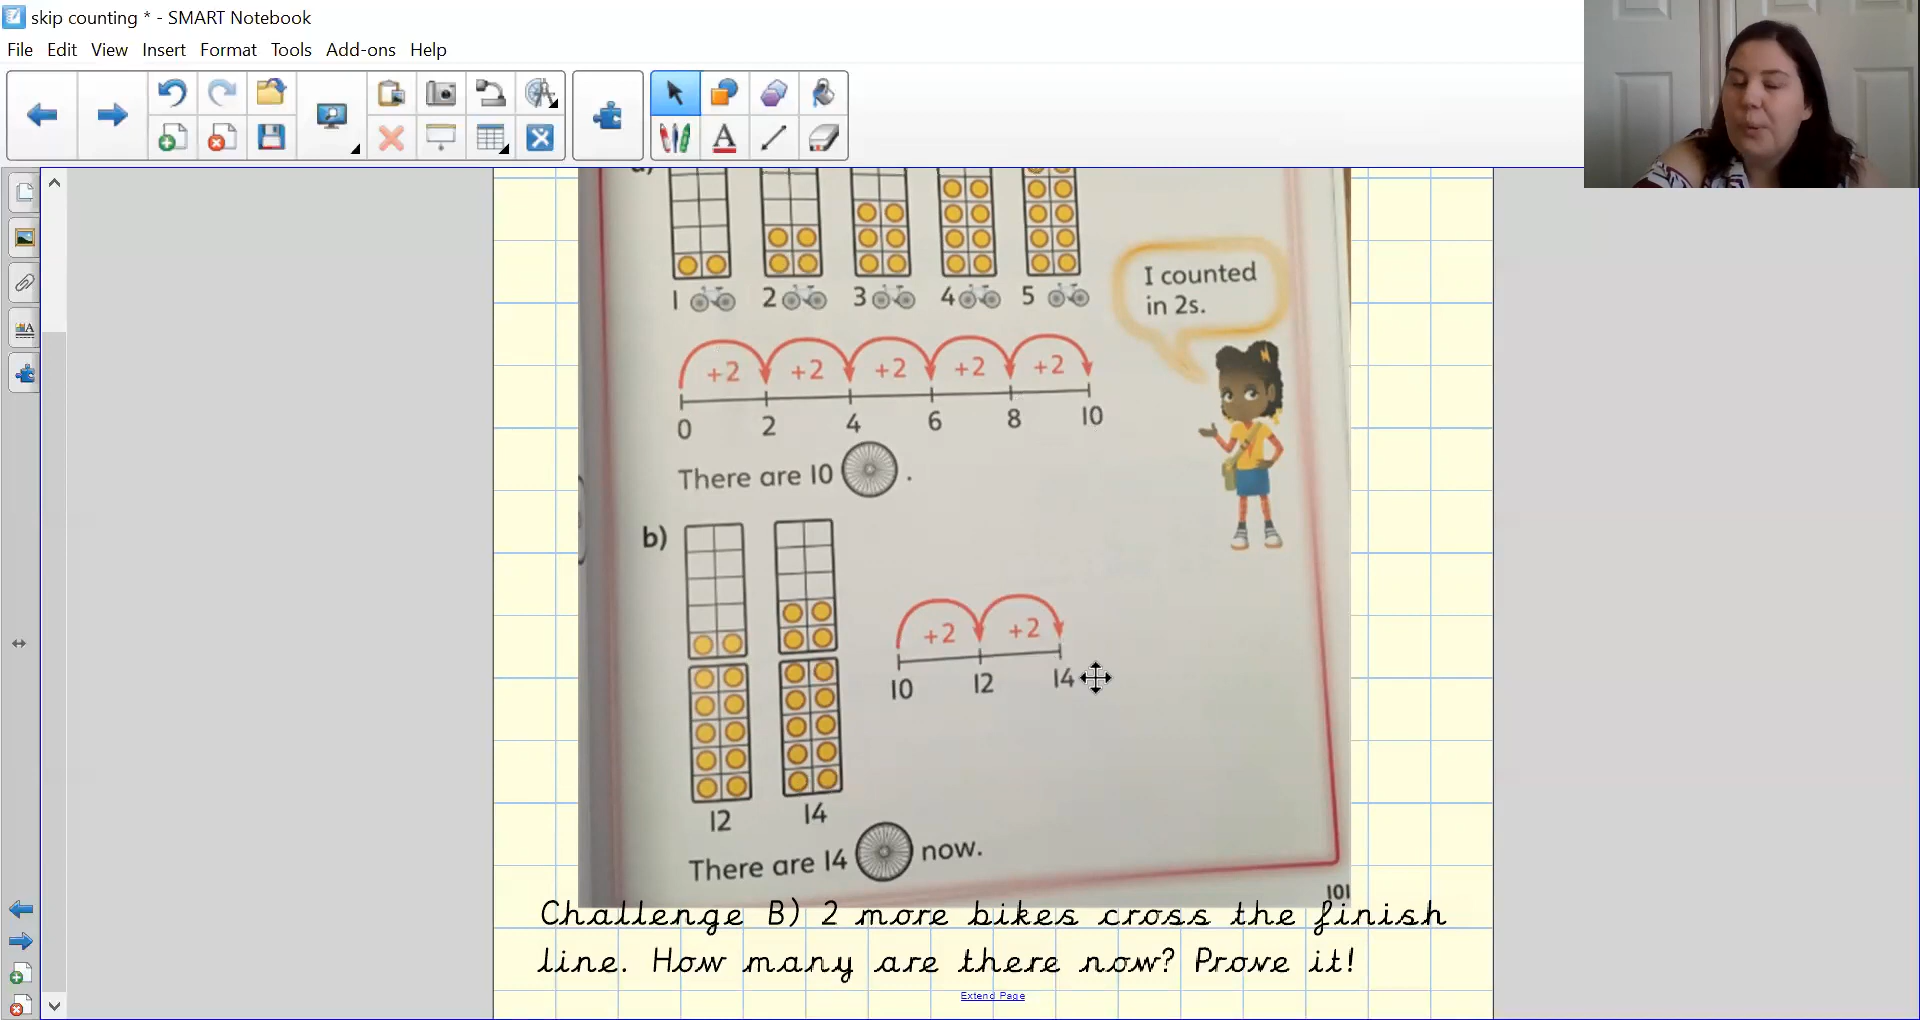 skip counting * - SMART Notebook
File Edit View Insert Format Tools Add-ons Help
a)
1 2 3 4 5
I counted
in 2s.
+2 +2 +2 +2 +2
0 2 4 6 8 10
There are 10 .
b)
+2 +2
10 12 14
12 14
There are 14 now.
101
Challenge B) 2 more bikes cross the finish
line. How many are there now? Prove it!
Extend Page